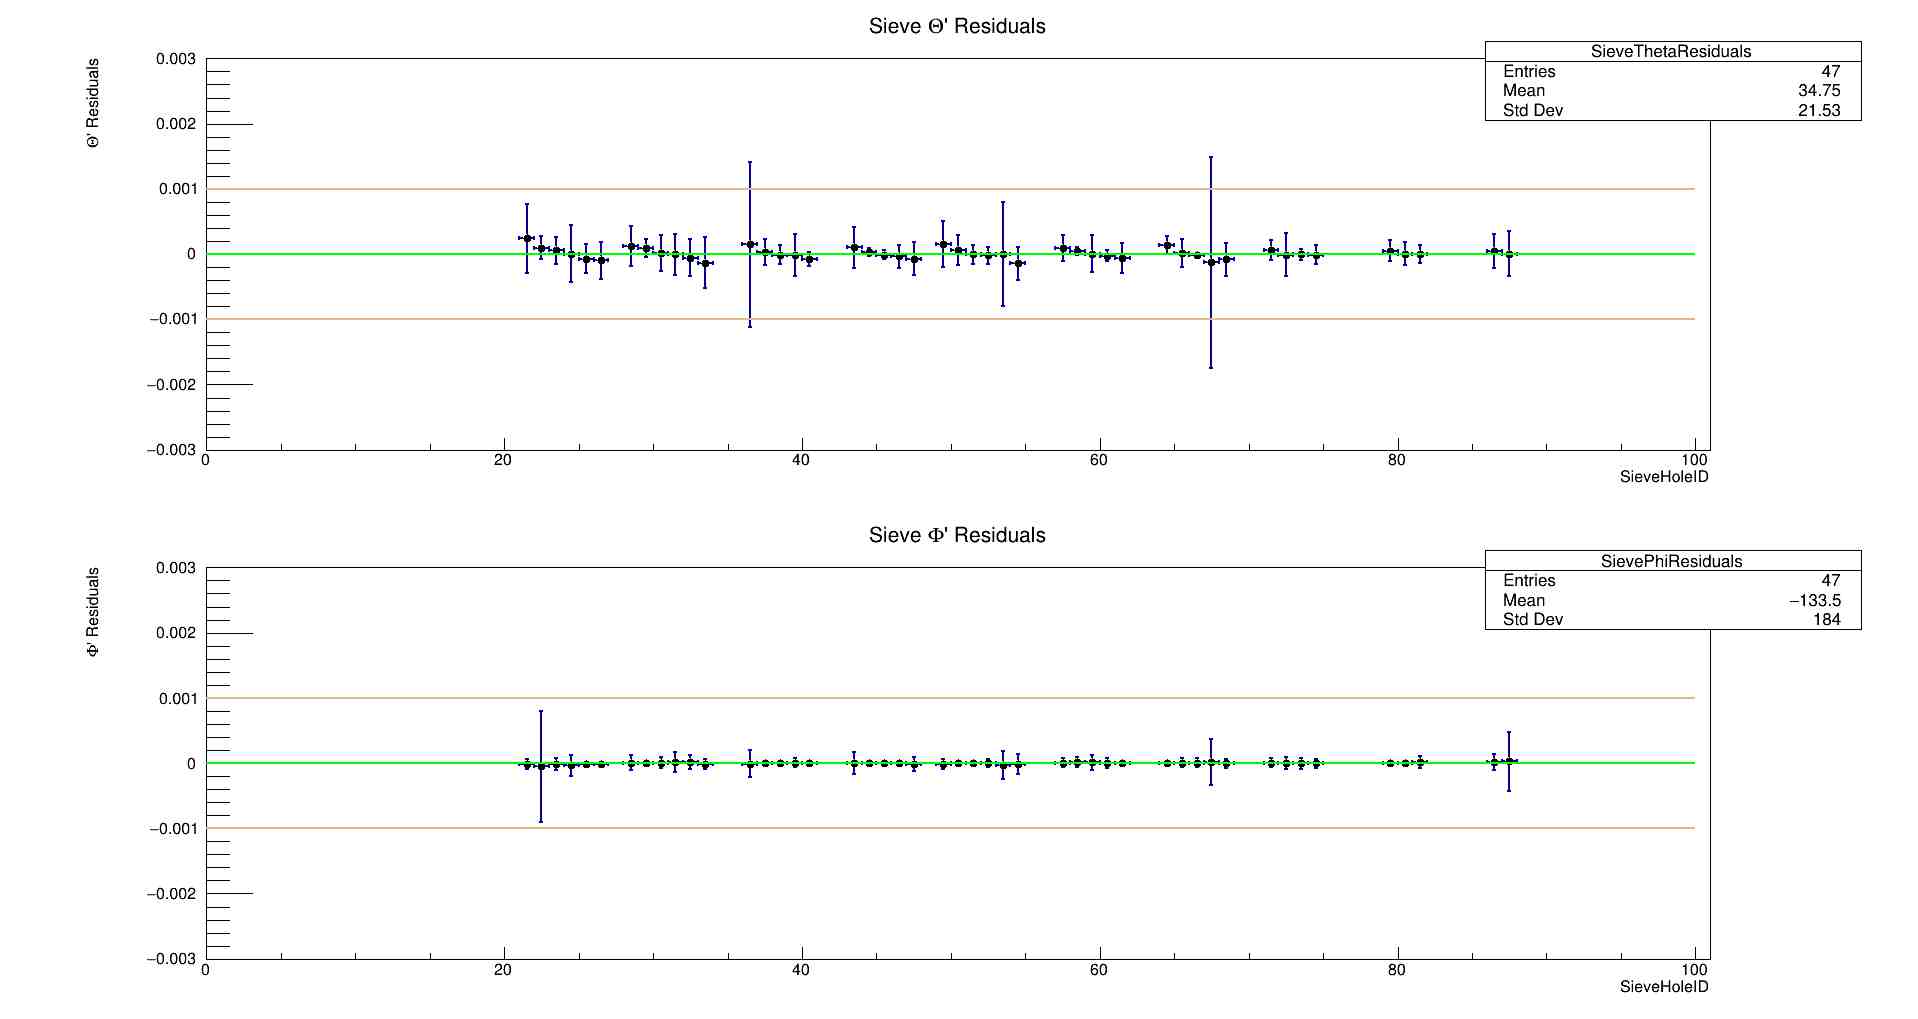 Sieve Θ' Residuals
SieveThetaResiduals
Entries 47
Mean 34.75
Std Dev 21.53
Θ' Residuals
0.003
0.002
0.001
0
−0.001
−0.002
−0.003
0 20 40 60 80 100
SieveHoleID
Sieve Φ' Residuals
SievePhiResiduals
Entries 47
Mean −133.5
Std Dev 184
Φ' Residuals
0.003
0.002
0.001
0
−0.001
−0.002
−0.003
0 20 40 60 80 100
SieveHoleID